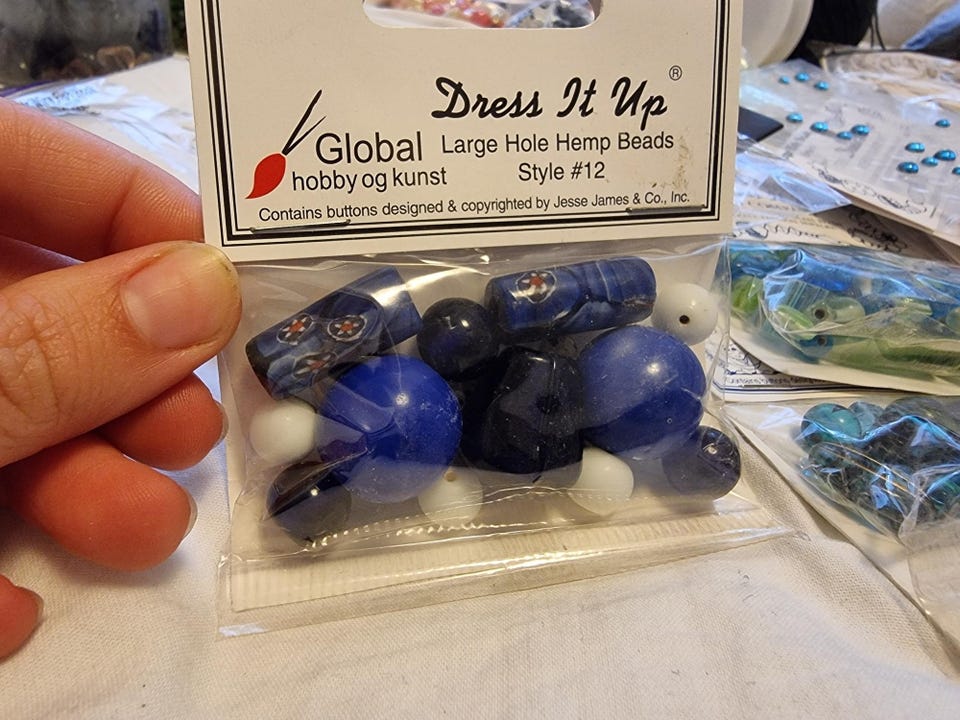 Dress It Up ®
Global
hobby og kunst
Large Hole Hemp Beads
Style #12
Contains buttons designed & copyrighted by Jesse James & Co., Inc.